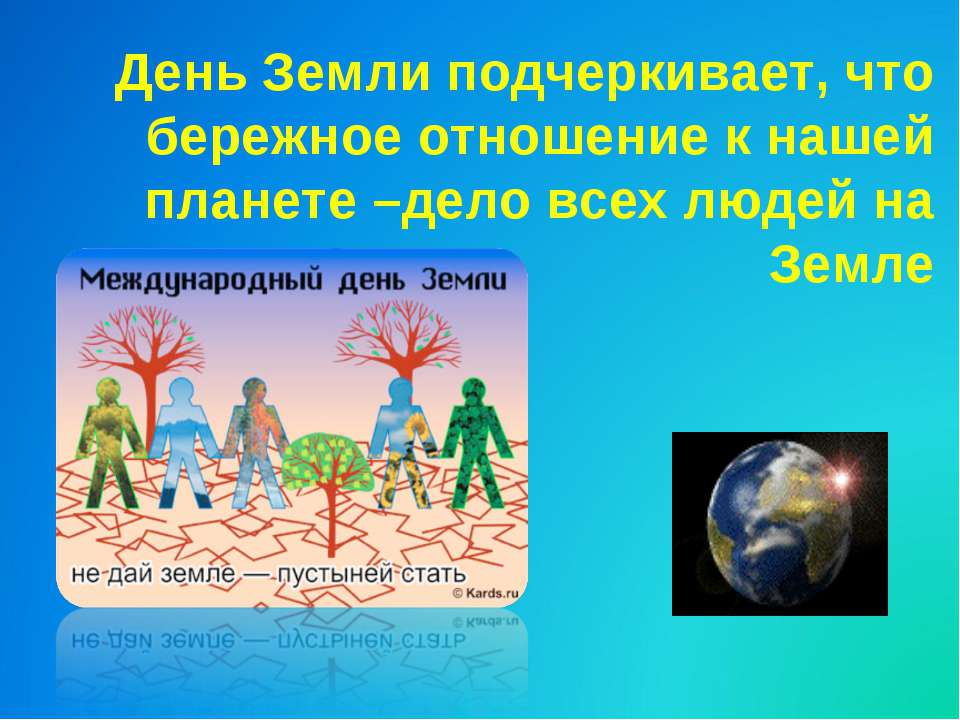 День Земли подчеркивает, что
бережное отношение к нашей
планете –дело всех людей на
Земле
Международный день Земли
не дай земле — пустыней стать
© Kards.ru